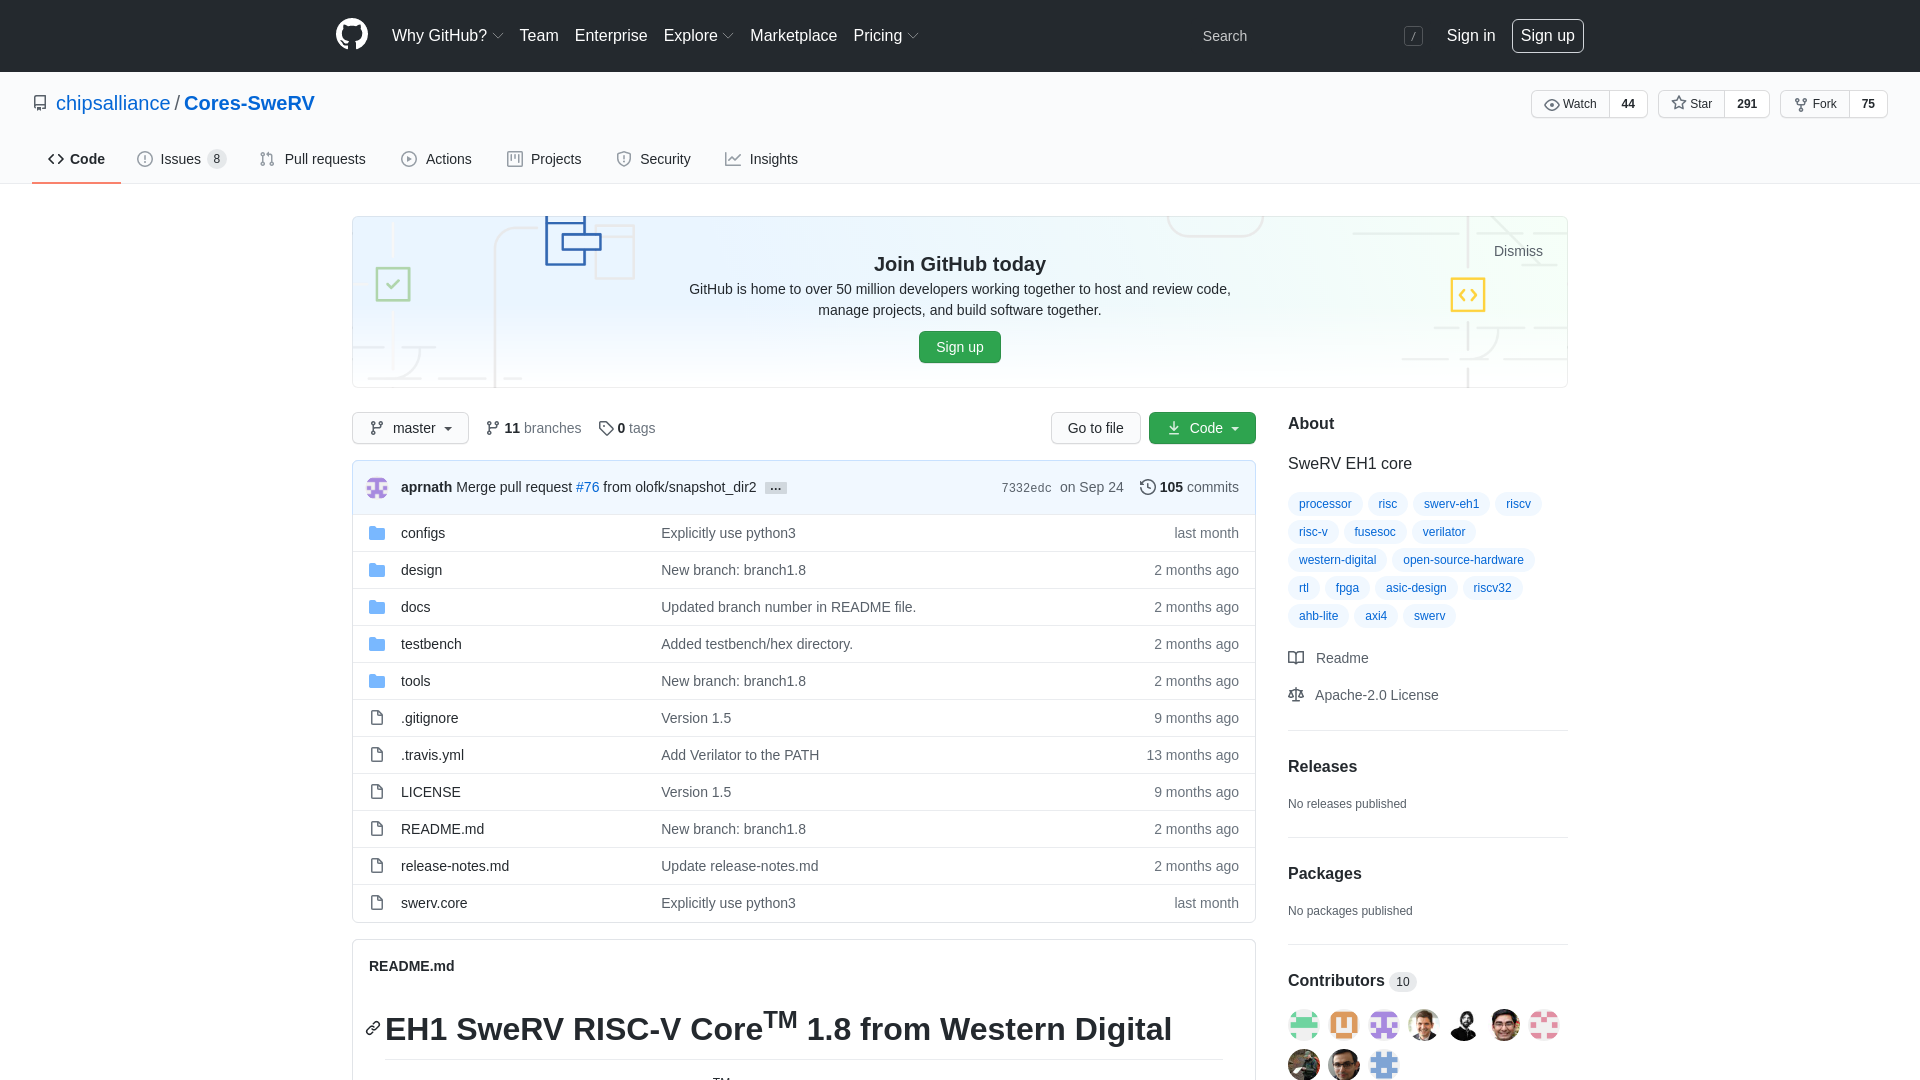 Why GitHub? Team Enterprise Explore Marketplace Pricing Search / Sign in Sign up
chipsalliance / Cores-SweRV Watch 44 Star 291 Fork 75
Code Issues 8 Pull requests Actions Projects Security Insights
Dismiss
Join GitHub today
GitHub is home to over 50 million developers working together to host and review code,
manage projects, and build software together.
Sign up
master 11 branches 0 tags Go to file Code
aprnath Merge pull request #76 from olofk/snapshot_dir2 … 7332edc on Sep 24 105 commits
configs Explicitly use python3 last month
design New branch: branch1.8 2 months ago
docs Updated branch number in README file. 2 months ago
testbench Added testbench/hex directory. 2 months ago
tools New branch: branch1.8 2 months ago
.gitignore Version 1.5 9 months ago
.travis.yml Add Verilator to the PATH 13 months ago
LICENSE Version 1.5 9 months ago
README.md New branch: branch1.8 2 months ago
release-notes.md Update release-notes.md 2 months ago
swerv.core Explicitly use python3 last month
README.md
EH1 SweRV RISC-V Core™ 1.8 from Western Digital
About
SweRV EH1 core
processor risc swerv-eh1 riscv
risc-v fusesoc verilator
western-digital open-source-hardware
rtl fpga asic-design riscv32
ahb-lite axi4 swerv
Readme
Apache-2.0 License
Releases
No releases published
Packages
No packages published
Contributors 10